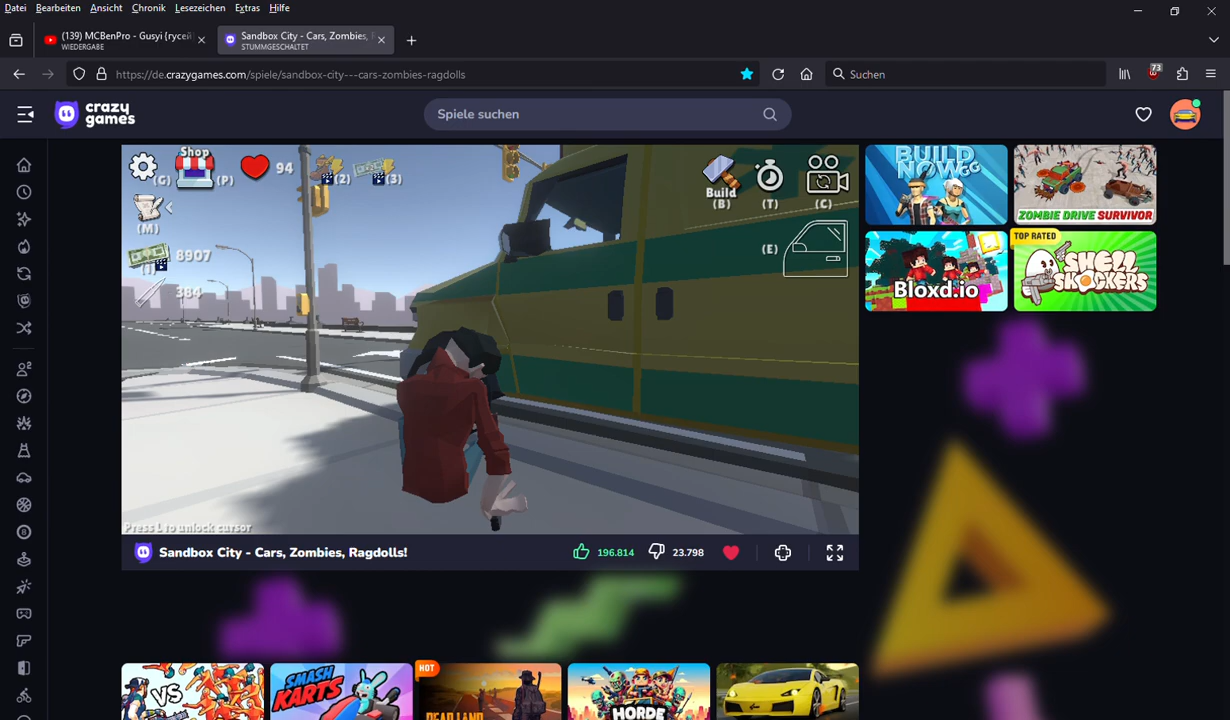 Datei Bearbeiten Ansicht Chronik Lesezeichen Extras Hilfe
(139) MCBenPro - Gusyi {гусей
WIEDERGABE
Sandbox City - Cars, Zombies,
STUMMGESCHALTET
https://de.crazygames.com/spiele/sandbox-city---cars-zombies-ragdolls
Suchen
73
crazy
games
Spiele suchen
Shop
(G)
(P)
94
(2)
(3)
Build
(B)
(T)
(C)
(M)
(E)
8907
384
Press L to unlock cursor
BUILD
NOW GG
ZOMBIE DRIVE SURVIVOR
Bloxd.io
TOP RATED
SHELL
SHOCKERS
Sandbox City - Cars, Zombies, Ragdolls!
196.814
23.798
VS
SMASH
KARTS
HOT
DEAD LAND
HORDE